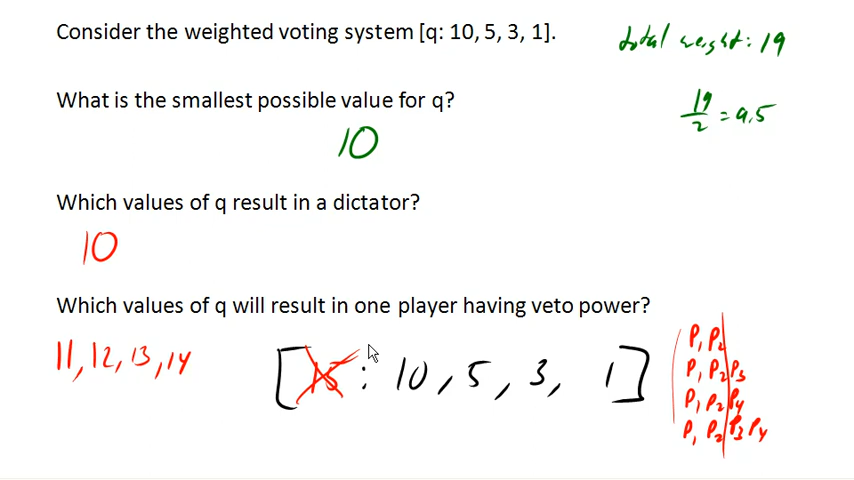 Consider the weighted voting system [q: 10, 5, 3, 1].
total weight: 19
What is the smallest possible value for q?
19/2 = 9.5
10
Which values of q result in a dictator?
10
Which values of q will result in one player having veto power?
11, 12, 13, 14
[ : 10, 5, 3, 1]
P1 P2
P1 P2 P3
P1 P2 P4
P1 P2 P3 P4